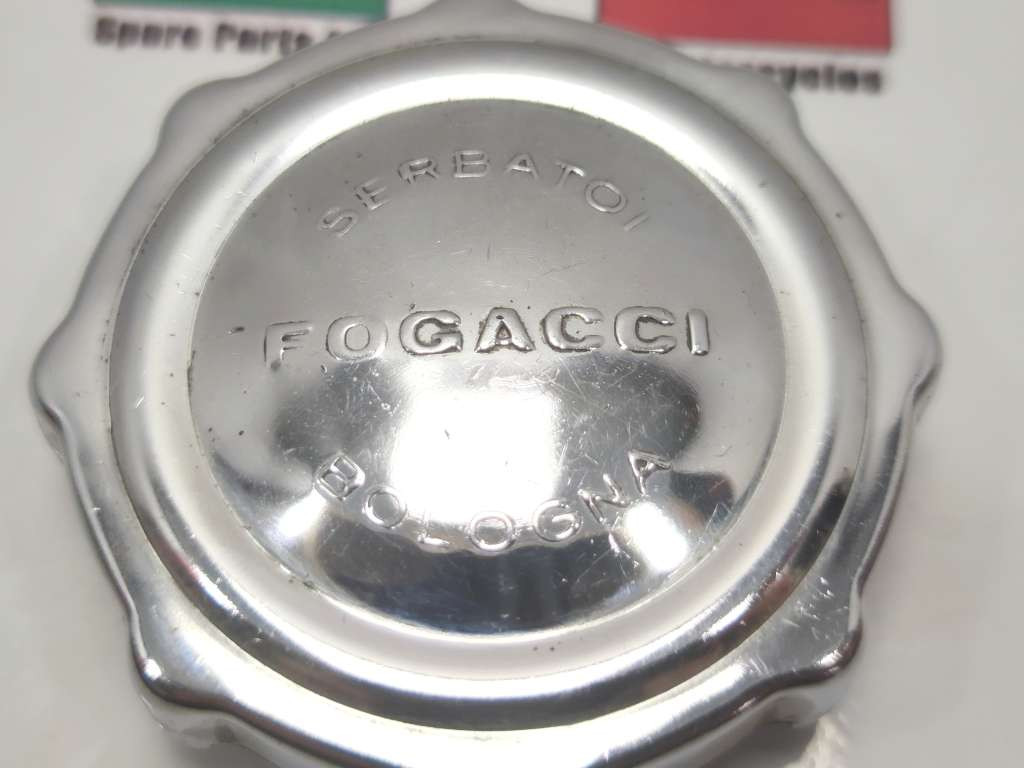 Spare Parts
SERBATOI
FOGACCI
BOLOGNA